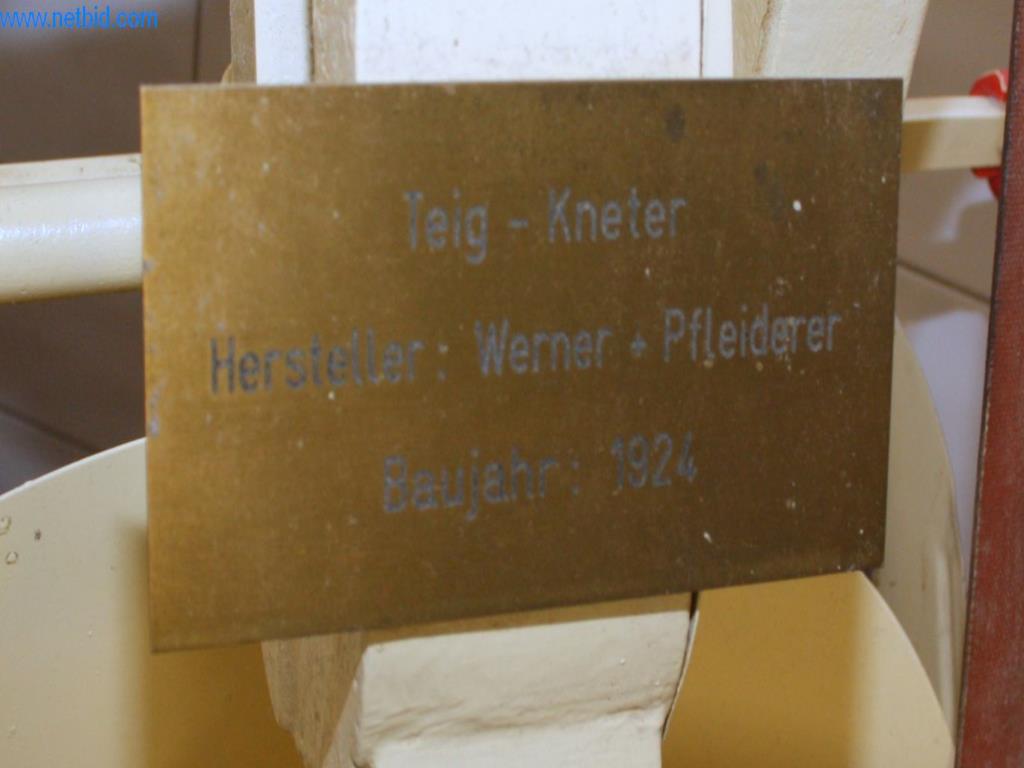 www.netbid.com
Teig - Kneter
Hersteller: Werner + Pfleiderer
Baujahr: 1924